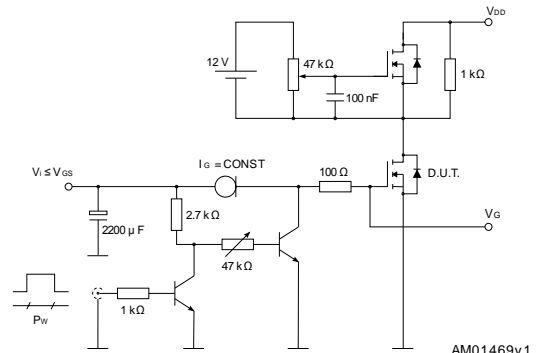 VDD
12 V
47 kΩ
1 kΩ
100 nF
IG = CONST
Vi ≤ VGS
100 Ω
D.U.T.
2.7 kΩ
VG
2200 μF
47 kΩ
1 kΩ
PW
AM01469v1